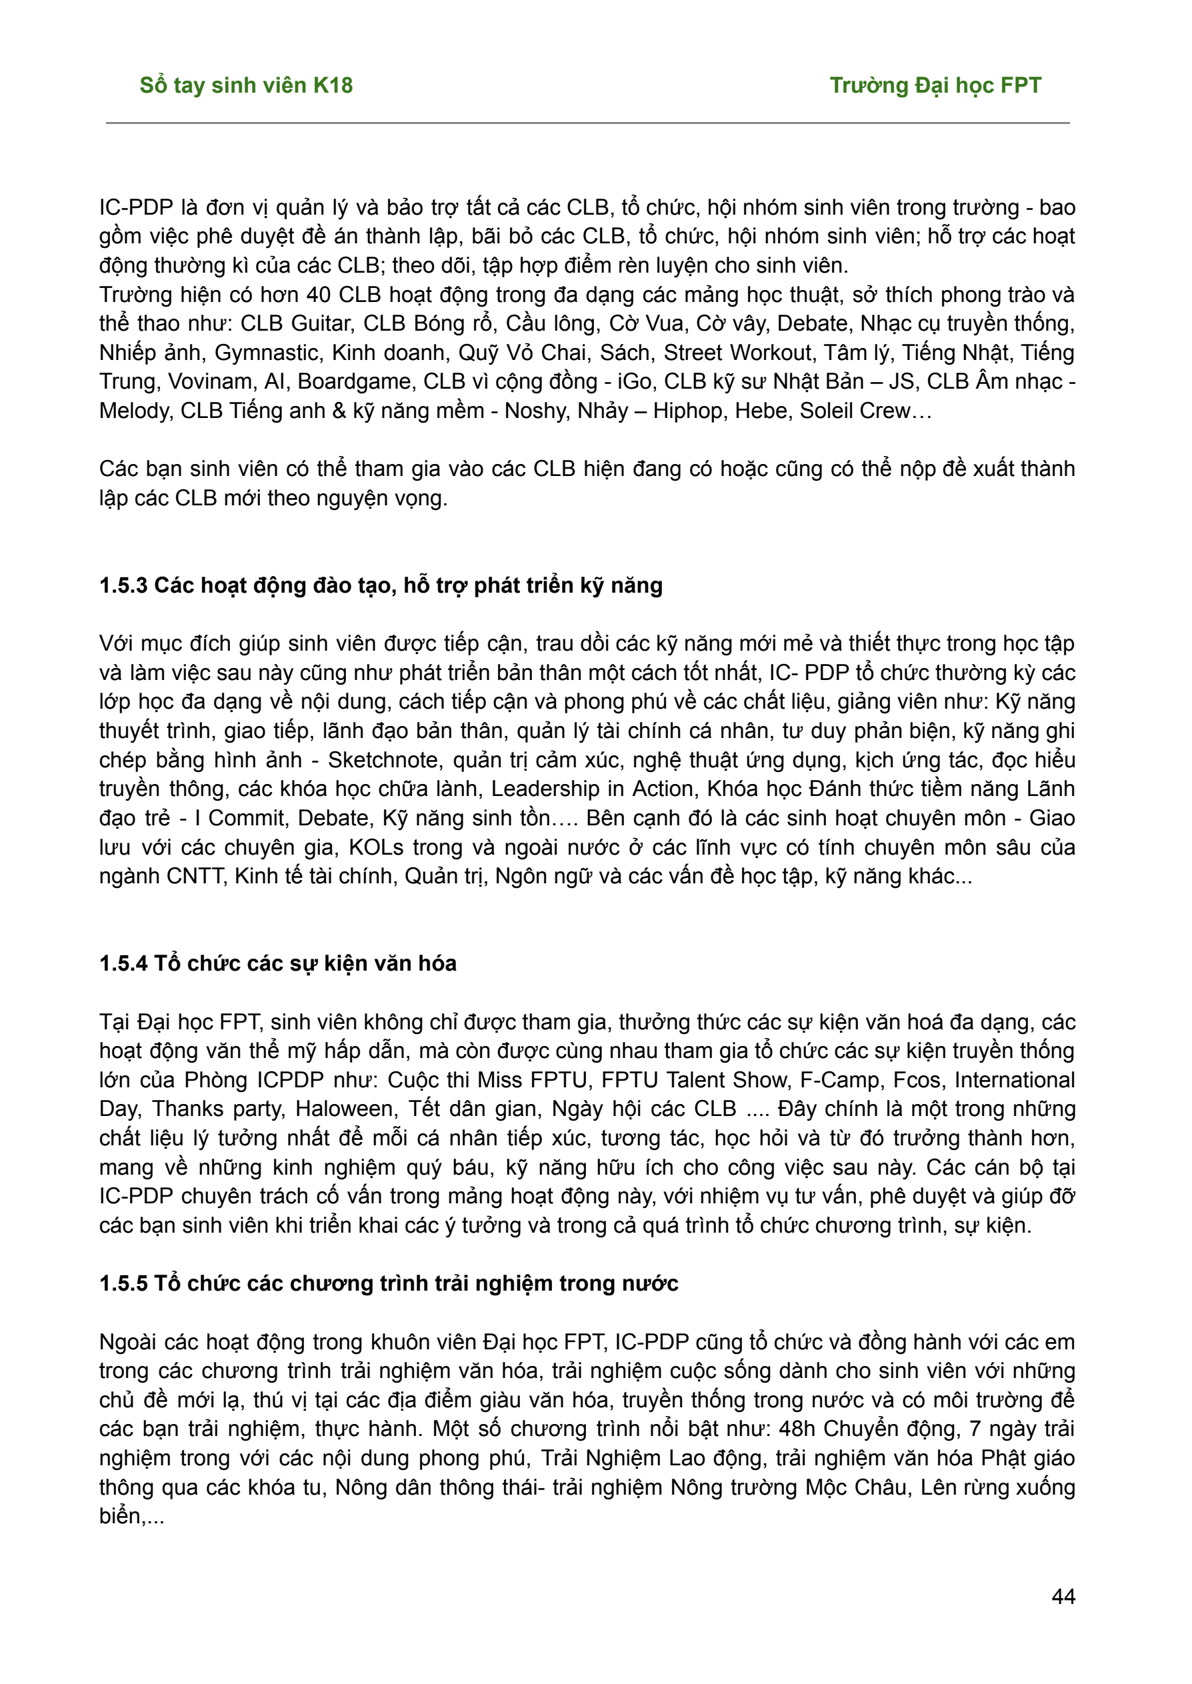 Sổ tay sinh viên K18 Trường Đại học FPT
IC-PDP là đơn vị quản lý và bảo trợ tất cả các CLB, tổ chức, hội nhóm sinh viên trong trường - bao
gồm việc phê duyệt đề án thành lập, bãi bỏ các CLB, tổ chức, hội nhóm sinh viên; hỗ trợ các hoạt
động thường kì của các CLB; theo dõi, tập hợp điểm rèn luyện cho sinh viên.
Trường hiện có hơn 40 CLB hoạt động trong đa dạng các mảng học thuật, sở thích phong trào và
thể thao như: CLB Guitar, CLB Bóng rổ, Cầu lông, Cờ Vua, Cờ vây, Debate, Nhạc cụ truyền thống,
Nhiếp ảnh, Gymnastic, Kinh doanh, Quỹ Vỏ Chai, Sách, Street Workout, Tâm lý, Tiếng Nhật, Tiếng
Trung, Vovinam, AI, Boardgame, CLB vì cộng đồng - iGo, CLB kỹ sư Nhật Bản – JS, CLB Âm nhạc -
Melody, CLB Tiếng anh & kỹ năng mềm - Noshy, Nhảy – Hiphop, Hebe, Soleil Crew…
Các bạn sinh viên có thể tham gia vào các CLB hiện đang có hoặc cũng có thể nộp đề xuất thành
lập các CLB mới theo nguyện vọng.
1.5.3 Các hoạt động đào tạo, hỗ trợ phát triển kỹ năng
Với mục đích giúp sinh viên được tiếp cận, trau dồi các kỹ năng mới mẻ và thiết thực trong học tập
và làm việc sau này cũng như phát triển bản thân một cách tốt nhất, IC- PDP tổ chức thường kỳ các
lớp học đa dạng về nội dung, cách tiếp cận và phong phú về các chất liệu, giảng viên như: Kỹ năng
thuyết trình, giao tiếp, lãnh đạo bản thân, quản lý tài chính cá nhân, tư duy phản biện, kỹ năng ghi
chép bằng hình ảnh - Sketchnote, quản trị cảm xúc, nghệ thuật ứng dụng, kịch ứng tác, đọc hiểu
truyền thông, các khóa học chữa lành, Leadership in Action, Khóa học Đánh thức tiềm năng Lãnh
đạo trẻ - I Commit, Debate, Kỹ năng sinh tồn…. Bên cạnh đó là các sinh hoạt chuyên môn - Giao
lưu với các chuyên gia, KOLs trong và ngoài nước ở các lĩnh vực có tính chuyên môn sâu của
ngành CNTT, Kinh tế tài chính, Quản trị, Ngôn ngữ và các vấn đề học tập, kỹ năng khác...
1.5.4 Tổ chức các sự kiện văn hóa
Tại Đại học FPT, sinh viên không chỉ được tham gia, thưởng thức các sự kiện văn hoá đa dạng, các
hoạt động văn thể mỹ hấp dẫn, mà còn được cùng nhau tham gia tổ chức các sự kiện truyền thống
lớn của Phòng ICPDP như: Cuộc thi Miss FPTU, FPTU Talent Show, F-Camp, Fcos, International
Day, Thanks party, Haloween, Tết dân gian, Ngày hội các CLB .... Đây chính là một trong những
chất liệu lý tưởng nhất để mỗi cá nhân tiếp xúc, tương tác, học hỏi và từ đó trưởng thành hơn,
mang về những kinh nghiệm quý báu, kỹ năng hữu ích cho công việc sau này. Các cán bộ tại
IC-PDP chuyên trách cố vấn trong mảng hoạt động này, với nhiệm vụ tư vấn, phê duyệt và giúp đỡ
các bạn sinh viên khi triển khai các ý tưởng và trong cả quá trình tổ chức chương trình, sự kiện.
1.5.5 Tổ chức các chương trình trải nghiệm trong nước
Ngoài các hoạt động trong khuôn viên Đại học FPT, IC-PDP cũng tổ chức và đồng hành với các em
trong các chương trình trải nghiệm văn hóa, trải nghiệm cuộc sống dành cho sinh viên với những
chủ đề mới lạ, thú vị tại các địa điểm giàu văn hóa, truyền thống trong nước và có môi trường để
các bạn trải nghiệm, thực hành. Một số chương trình nổi bật như: 48h Chuyển động, 7 ngày trải
nghiệm trong với các nội dung phong phú, Trải Nghiệm Lao động, trải nghiệm văn hóa Phật giáo
thông qua các khóa tu, Nông dân thông thái- trải nghiệm Nông trường Mộc Châu, Lên rừng xuống
biển,...
44